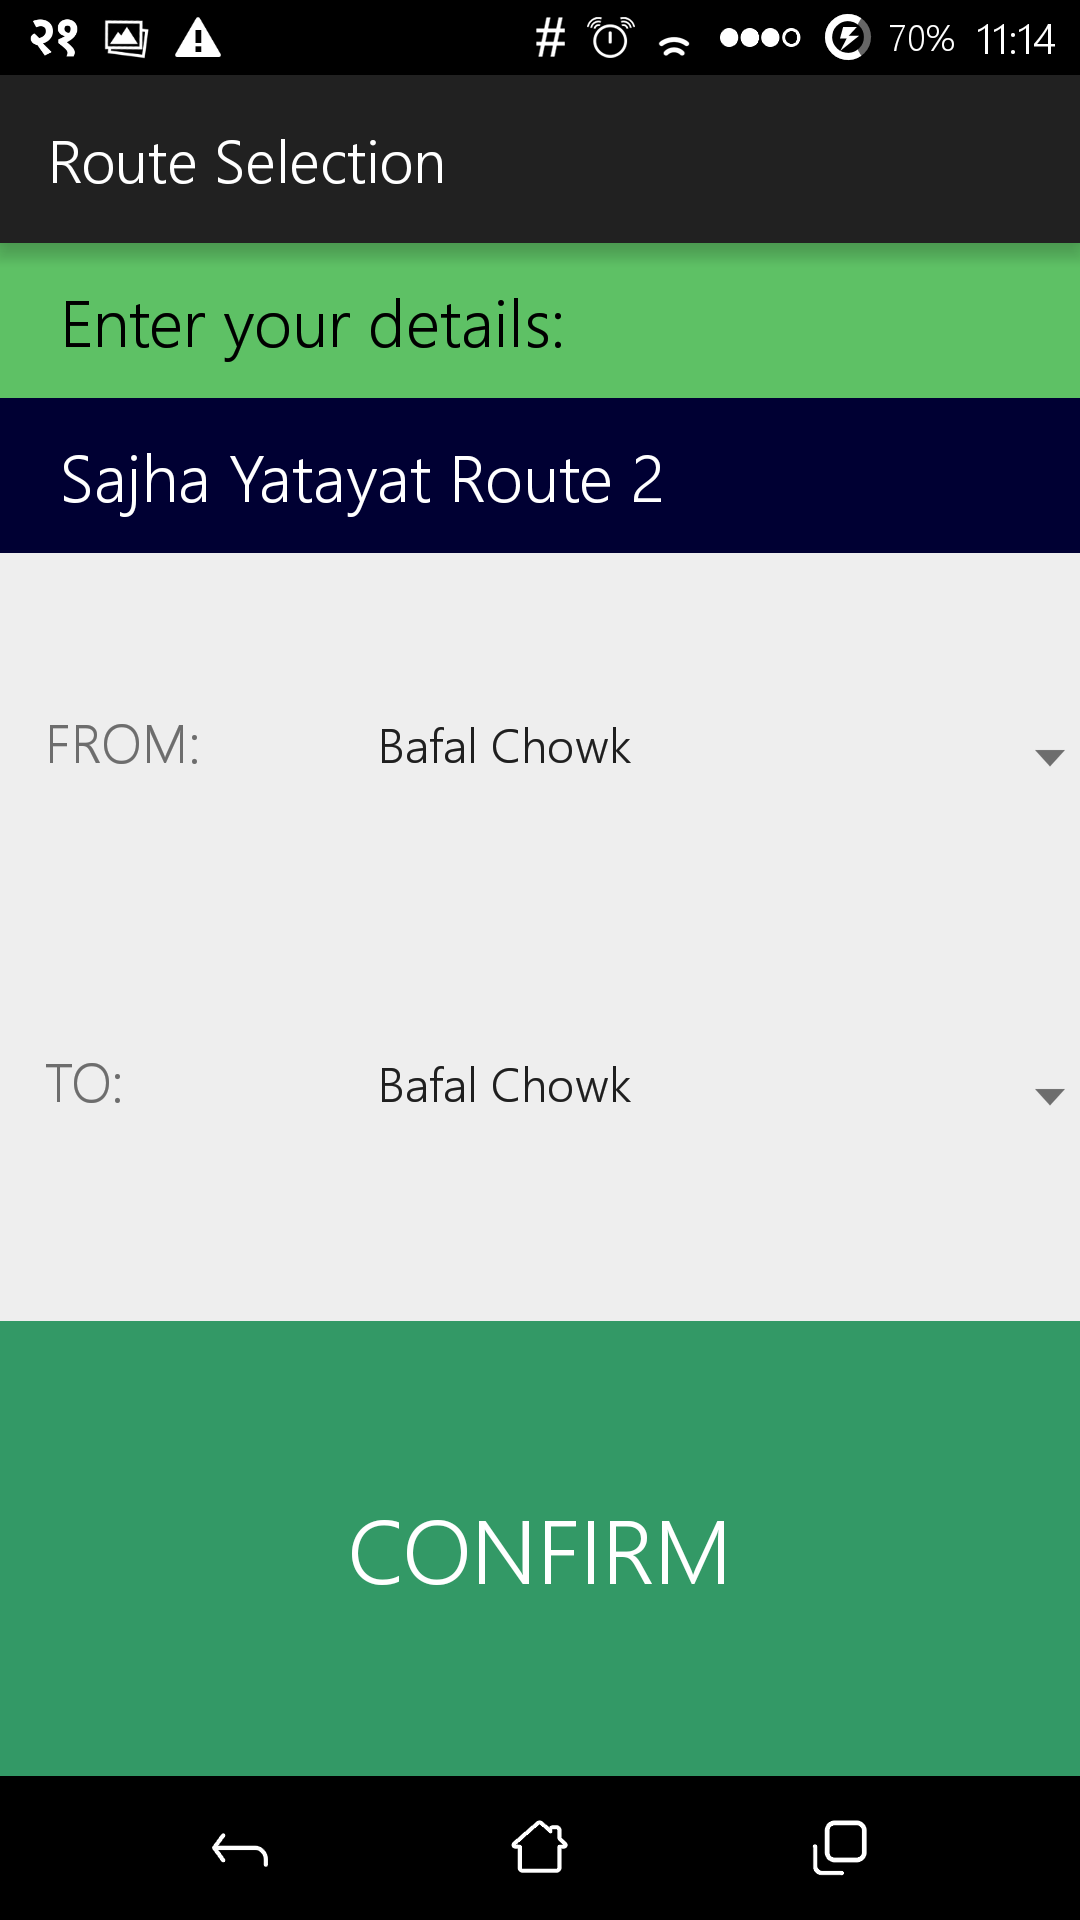 २१ # 70% 11:14
Route Selection
Enter your details:
Sajha Yatayat Route 2
FROM: Bafal Chowk
TO: Bafal Chowk
CONFIRM